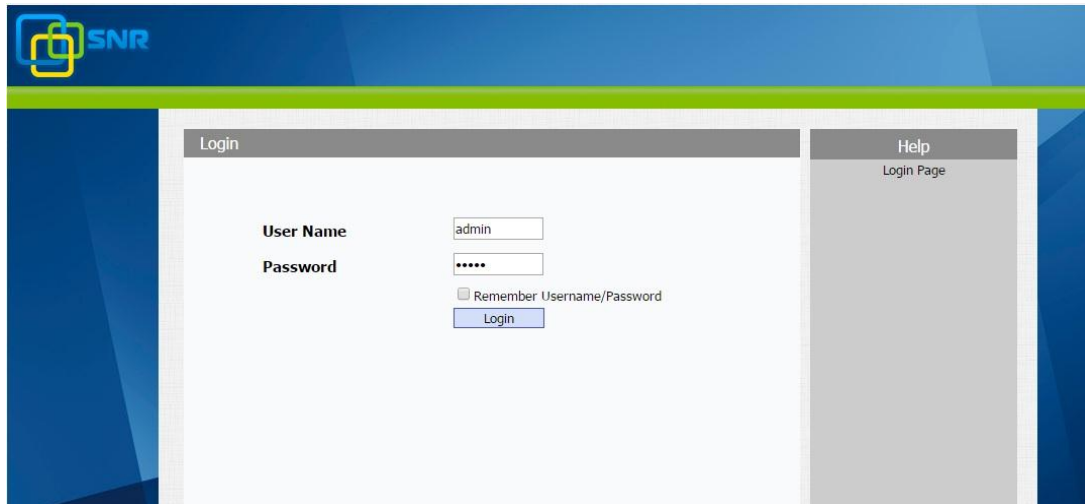 SNR
Login
Help
Login Page
User Name
admin
Password
•••••
Remember Username/Password
Login